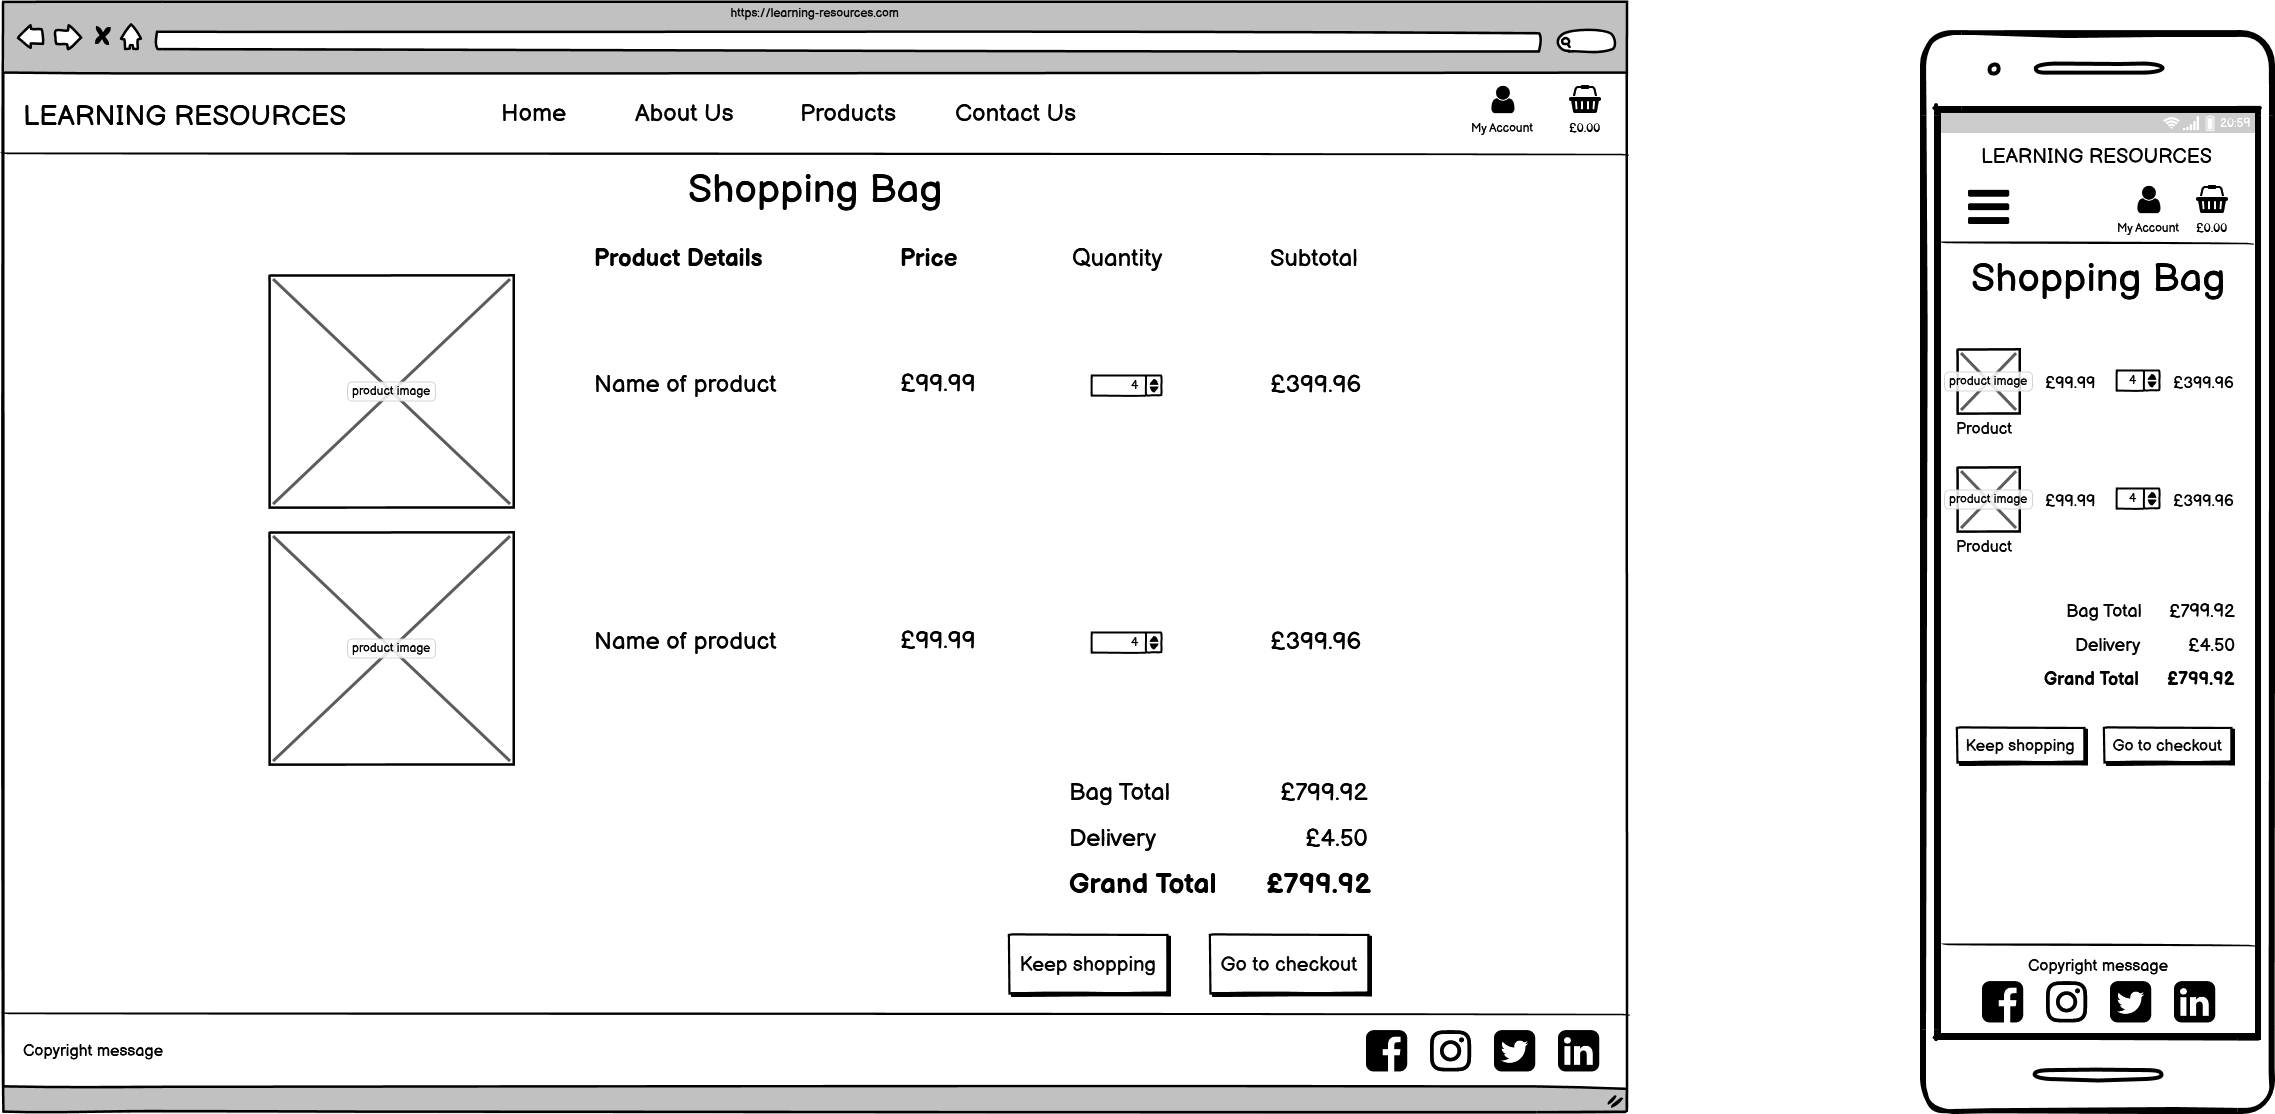 https://learning-resources.com
LEARNING RESOURCES Home About Us Products Contact Us My Account £0.00
Shopping Bag
Product Details Price Quantity Subtotal
product image Name of product £99.99 4 £399.96
product image Name of product £99.99 4 £399.96
Bag Total £799.92
Delivery £4.50
Grand Total £799.92
Keep shopping Go to checkout
Copyright message
20:59
LEARNING RESOURCES
My Account £0.00
Shopping Bag
product image £99.99 4 £399.96
Product
product image £99.99 4 £399.96
Product
Bag Total £799.92
Delivery £4.50
Grand Total £799.92
Keep shopping Go to checkout
Copyright message